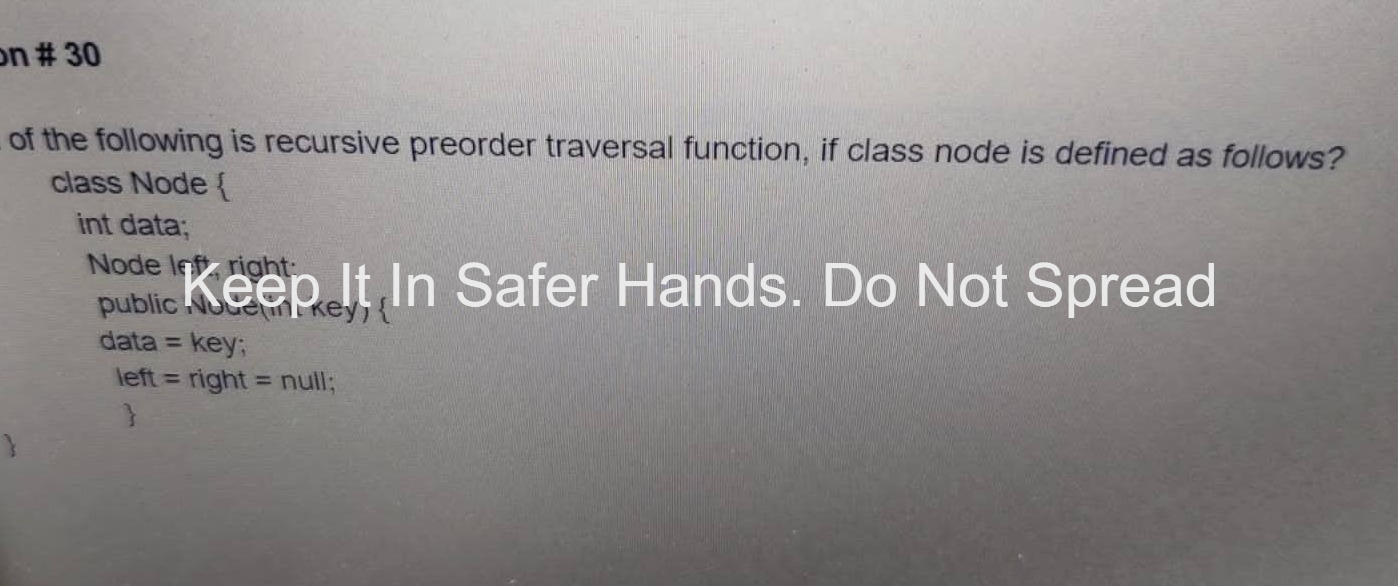 on # 30
of the following is recursive preorder traversal function, if class node is defined as follows?
class Node {
int data;
Node left, right;
Keep It In Safer Hands. Do Not Spread
public Node(int key) {
data = key;
left = right = null;
}
}